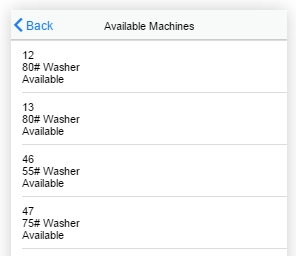 Back Available Machines
12
80# Washer
Available
13
80# Washer
Available
46
55# Washer
Available
47
75# Washer
Available